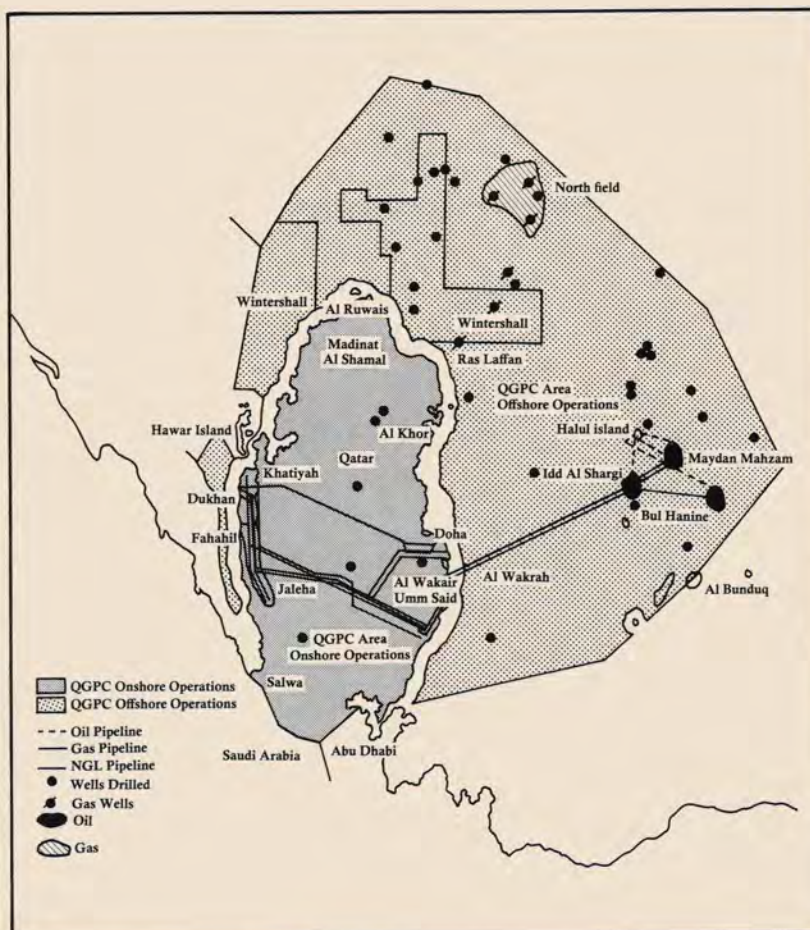 North field
Wintershall
Al Ruwais
Wintershall
Madinat
Al Shamal
Ras Laffan
QGPC Area
Offshore Operations
Hawar Island
Al Khor
Halul island
Maydan Mahzam
Qatar
Khatiyah
Idd Al Shargi
Dukhan
Bul Hanine
Fahahil
Doha
Al Wakair
Umm Said
Al Wakrah
Al Bunduq
Jaleha
QGPC Area
Onshore Operations
Salwa
Saudi Arabia
Abu Dhabi
QGPC Onshore Operations
QGPC Offshore Operations
Oil Pipeline
Gas Pipeline
NGL Pipeline
Wells Drilled
Gas Wells
Oil
Gas